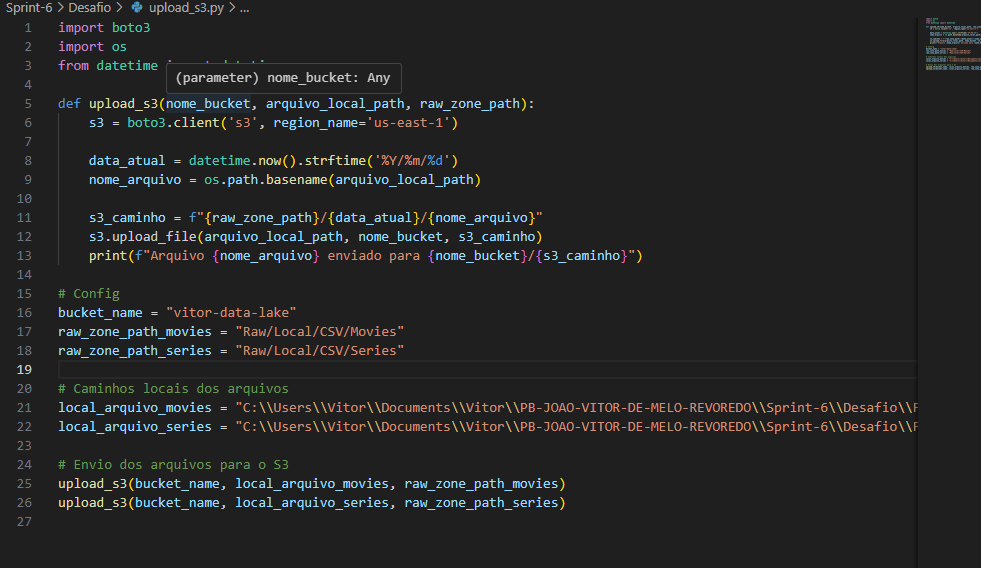 Sprint-6 > Desafio > upload_s3.py > ...
1 import boto3
2 import os
3 from datetime
(parameter) nome_bucket: Any
4
5 def upload_s3(nome_bucket, arquivo_local_path, raw_zone_path):
6 s3 = boto3.client('s3', region_name='us-east-1')
7
8 data_atual = datetime.now().strftime('%Y/%m/%d')
9 nome_arquivo = os.path.basename(arquivo_local_path)
10
11 s3_caminho = f"{raw_zone_path}/{data_atual}/{nome_arquivo}"
12 s3.upload_file(arquivo_local_path, nome_bucket, s3_caminho)
13 print(f"Arquivo {nome_arquivo} enviado para {nome_bucket}/{s3_caminho}")
14
15 # Config
16 bucket_name = "vitor-data-lake"
17 raw_zone_path_movies = "Raw/Local/CSV/Movies"
18 raw_zone_path_series = "Raw/Local/CSV/Series"
19
20 # Caminhos locais dos arquivos
21 local_arquivo_movies = "C:\\Users\\Vitor\\Documents\\Vitor\\PB-JOAO-VITOR-DE-MELO-REVOREDO\\Sprint-6\\Desafio\\
22 local_arquivo_series = "C:\\Users\\Vitor\\Documents\\Vitor\\PB-JOAO-VITOR-DE-MELO-REVOREDO\\Sprint-6\\Desafio\\
23
24 # Envio dos arquivos para o S3
25 upload_s3(bucket_name, local_arquivo_movies, raw_zone_path_movies)
26 upload_s3(bucket_name, local_arquivo_series, raw_zone_path_series)
27